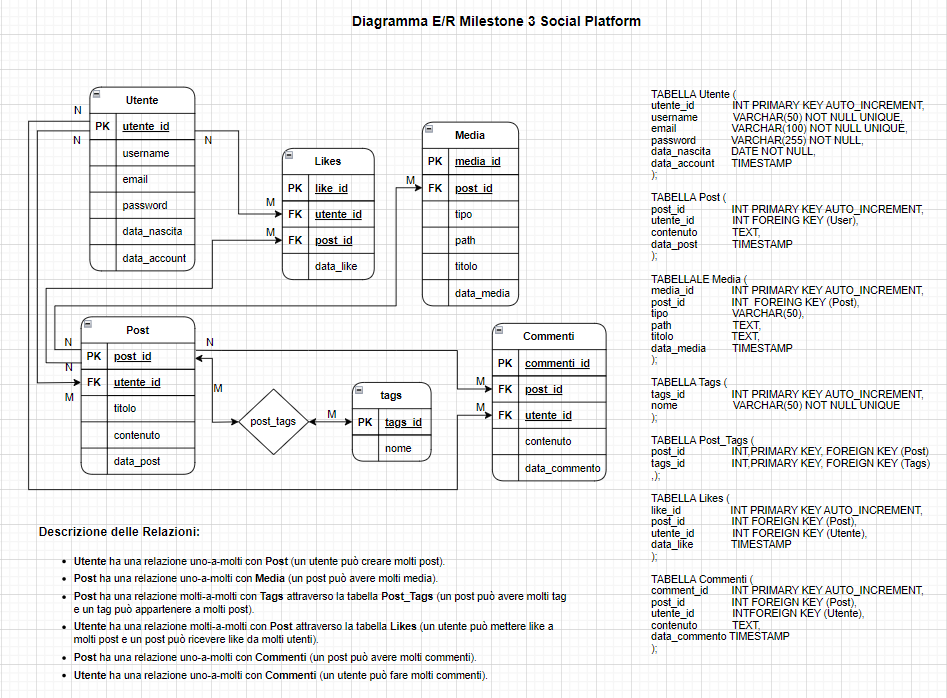 Diagramma E/R Milestone 3 Social Platform
Utente
PK utente_id
username
email
password
data_nascita
data_account
N
N
N
Likes
PK like_id
FK utente_id
FK post_id
data_like
M
M
Media
PK media_id
FK post_id
tipo
path
titolo
data_media
M
Post
PK post_id
FK utente_id
titolo
contenuto
data_post
N
N
M
N
M
post_tags
M
tags
PK tags_id
nome
Commenti
PK commenti_id
FK post_id
FK utente_id
contenuto
data_commento
M
M
Descrizione delle Relazioni:
• Utente ha una relazione uno-a-molti con Post (un utente può creare molti post).
• Post ha una relazione uno-a-molti con Media (un post può avere molti media).
• Post ha una relazione molti-a-molti con Tags attraverso la tabella Post_Tags (un post può avere molti tag
e un tag può appartenere a molti post).
• Utente ha una relazione molti-a-molti con Post attraverso la tabella Likes (un utente può mettere like a
molti post e un post può ricevere like da molti utenti).
• Post ha una relazione uno-a-molti con Commenti (un post può avere molti commenti).
• Utente ha una relazione uno-a-molti con Commenti (un utente può fare molti commenti).
TABELLA Utente (
utente_id INT PRIMARY KEY AUTO_INCREMENT,
username VARCHAR(50) NOT NULL UNIQUE,
email VARCHAR(100) NOT NULL UNIQUE,
password VARCHAR(255) NOT NULL,
data_nascita DATE NOT NULL,
data_account TIMESTAMP
);
TABELLA Post (
post_id INT PRIMARY KEY AUTO_INCREMENT,
utente_id INT FOREING KEY (User),
contenuto TEXT,
data_post TIMESTAMP
);
TABELLALE Media (
media_id INT PRIMARY KEY AUTO_INCREMENT,
post_id INT FOREING KEY (Post),
tipo VARCHAR(50),
path TEXT,
titolo TEXT,
data_media TIMESTAMP
);
TABELLA Tags (
tags_id INT PRIMARY KEY AUTO_INCREMENT,
nome VARCHAR(50) NOT NULL UNIQUE
);
TABELLA Post_Tags (
post_id INT,PRIMARY KEY, FOREIGN KEY (Post)
tags_id INT,PRIMARY KEY, FOREIGN KEY (Tags)
,);
TABELLA Likes (
like_id INT PRIMARY KEY AUTO_INCREMENT,
post_id INT FOREIGN KEY (Post),
utente_id INT FOREIGN KEY (Utente),
data_like TIMESTAMP
);
TABELLA Commenti (
comment_id INT PRIMARY KEY AUTO_INCREMENT,
post_id INT FOREIGN KEY (Post),
utente_id INTFOREIGN KEY (Utente),
contenuto TEXT,
data_commento TIMESTAMP
);